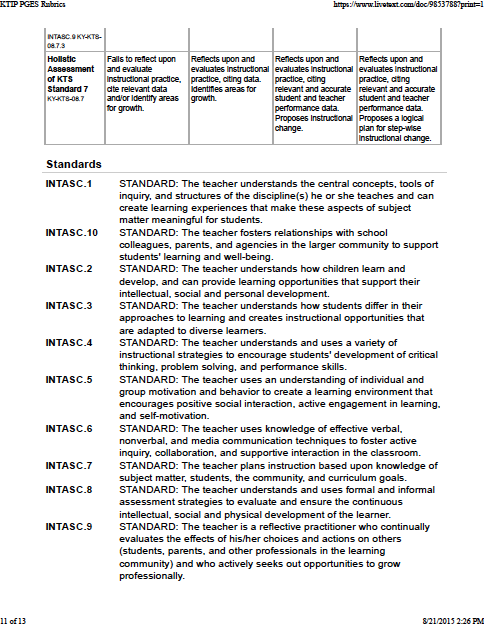 KTIP PGES Rubrics https://www.livetext.com/doc/9853788?print=1
INTASC.9 KY-KTS-
08.7.3
Holistic
Assessment
of KTS
Standard 7
KY-KTS-08.7
Fails to reflect upon
and evaluate
instructional practice,
cite relevant data
and/or identify areas
for growth.
Reflects upon and
evaluates instructional
practice, citing data.
Identifies areas for
growth.
Reflects upon and
evaluates instructional
practice, citing
relevant and accurate
student and teacher
performance data.
Proposes instructional
change.
Reflects upon and
evaluates instructional
practice, citing
relevant and accurate
student and teacher
performance data.
Proposes a logical
plan for step-wise
instructional change.
Standards
INTASC.1 STANDARD: The teacher understands the central concepts, tools of
inquiry, and structures of the discipline(s) he or she teaches and can
create learning experiences that make these aspects of subject
matter meaningful for students.
INTASC.10 STANDARD: The teacher fosters relationships with school
colleagues, parents, and agencies in the larger community to support
students' learning and well-being.
INTASC.2 STANDARD: The teacher understands how children learn and
develop, and can provide learning opportunities that support their
intellectual, social and personal development.
INTASC.3 STANDARD: The teacher understands how students differ in their
approaches to learning and creates instructional opportunities that
are adapted to diverse learners.
INTASC.4 STANDARD: The teacher understands and uses a variety of
instructional strategies to encourage students' development of critical
thinking, problem solving, and performance skills.
INTASC.5 STANDARD: The teacher uses an understanding of individual and
group motivation and behavior to create a learning environment that
encourages positive social interaction, active engagement in learning,
and self-motivation.
INTASC.6 STANDARD: The teacher uses knowledge of effective verbal,
nonverbal, and media communication techniques to foster active
inquiry, collaboration, and supportive interaction in the classroom.
INTASC.7 STANDARD: The teacher plans instruction based upon knowledge of
subject matter, students, the community, and curriculum goals.
INTASC.8 STANDARD: The teacher understands and uses formal and informal
assessment strategies to evaluate and ensure the continuous
intellectual, social and physical development of the learner.
INTASC.9 STANDARD: The teacher is a reflective practitioner who continually
evaluates the effects of his/her choices and actions on others
(students, parents, and other professionals in the learning
community) and who actively seeks out opportunities to grow
professionally.
11 of 13 8/21/2015 2:26 PM